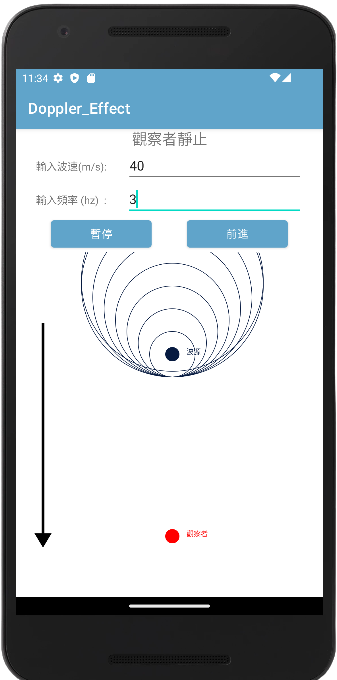 11:34
Doppler_Effect
觀察者靜止
輸入波速(m/s): 40
輸入頻率 (hz) : 3
暫停 前進
波源
觀察者